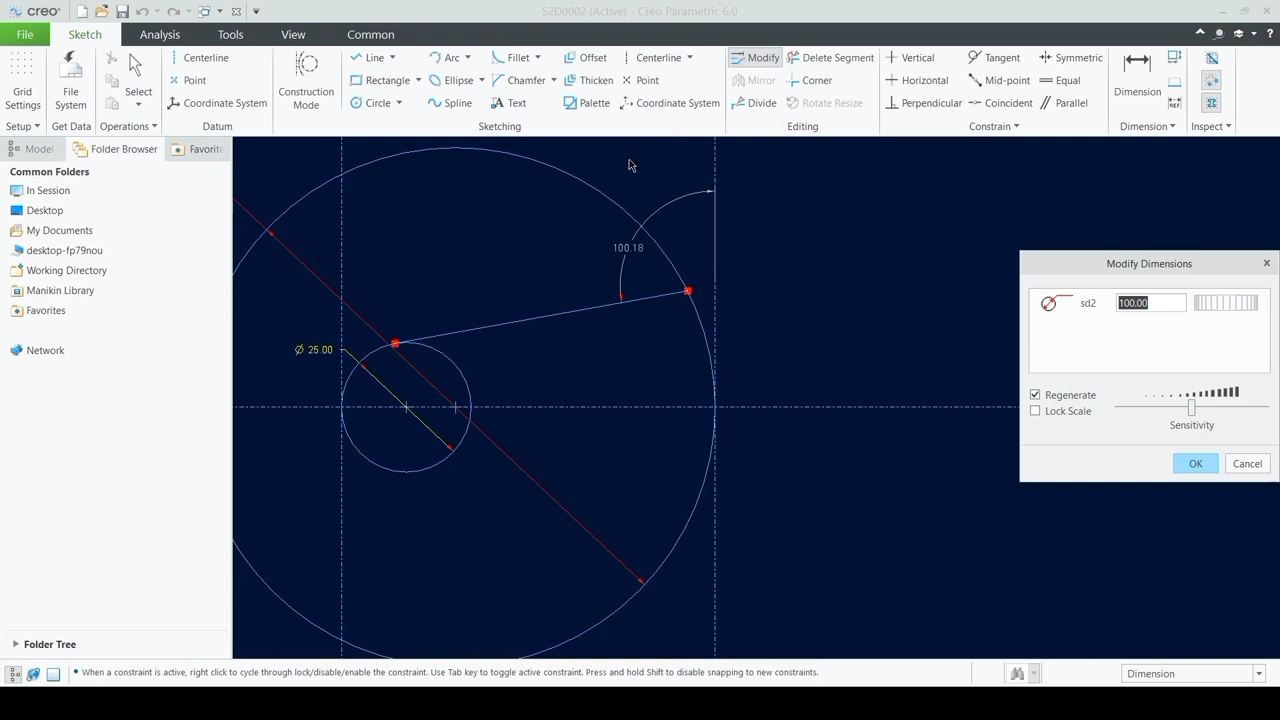 creo
S2D0002 (Active) - Creo Parametric 6.0
File Sketch Analysis Tools View Common
Grid Settings
Setup
File System
Get Data
Select
Operations
Centerline
Point
Coordinate System
Datum
Construction Mode
Line
Rectangle
Circle
Arc
Ellipse
Spline
Fillet
Chamfer
Text
Offset
Thicken
Palette
Centerline
Point
Coordinate System
Sketching
Modify
Mirror
Divide
Delete Segment
Corner
Rotate Resize
Editing
Vertical
Horizontal
Perpendicular
Tangent
Mid-point
Coincident
Symmetric
Equal
Parallel
Constrain
Dimension
REF
Dimension
Inspect
Model
Folder Browser
Favorite
Common Folders
In Session
Desktop
My Documents
desktop-fp79nou
Working Directory
Manikin Library
Favorites
Network
Folder Tree
100.18
Ø 25.00
Modify Dimensions
sd2 100.00
Regenerate
Lock Scale
Sensitivity
OK Cancel
• When a constraint is active, right click to cycle through lock/disable/enable the constraint. Use Tab key to toggle active constraint. Press and hold Shift to disable snapping to new constraints.
Dimension